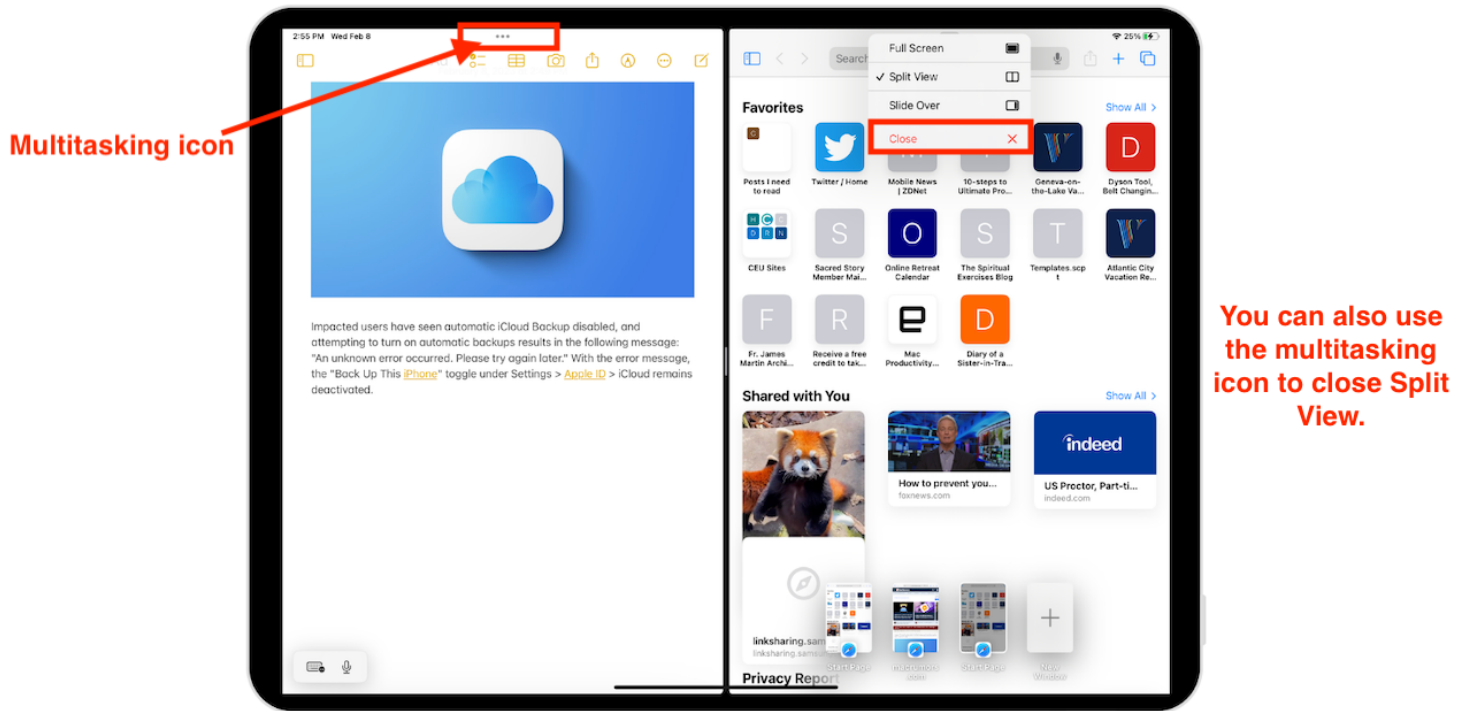 2:55 PM Wed Feb 8
25%
Multitasking icon
Full Screen
Split View
Slide Over
Close
Search
Favorites
Show All >
Posts I need
to read
Twitter / Home
Mobile News
| ZDNet
10-steps to
Ultimate Pro...
Geneva-on-
the-Lake Va...
D
Dyson Tool,
Belt Changin...
H C C
D R N
CEU Sites
S
Sacred Story
Member Mai...
O
Online Retreat
Calendar
S
The Spiritual
Exercises Blog
T
Templates.scp
t
Atlantic City
Vacation Re...
F
Fr. James
Martin Archi...
R
Receive a free
credit to tak...
Mac
Productivity...
D
Diary of a
Sister-in-Tra...
Impacted users have seen automatic iCloud Backup disabled, and
attempting to turn on automatic backups results in the following message:
"An unknown error occurred. Please try again later." With the error message,
the "Back Up This iPhone" toggle under Settings > Apple ID > iCloud remains
deactivated.
You can also use
the multitasking
icon to close Split
View.
Shared with You
Show All >
How to prevent you...
foxnews.com
indeed
US Proctor, Part-ti...
indeed.com
linksharing.sam
linksharing.sams
Start Page
macrumors
.com
Start Page
New
Window
Privacy Report